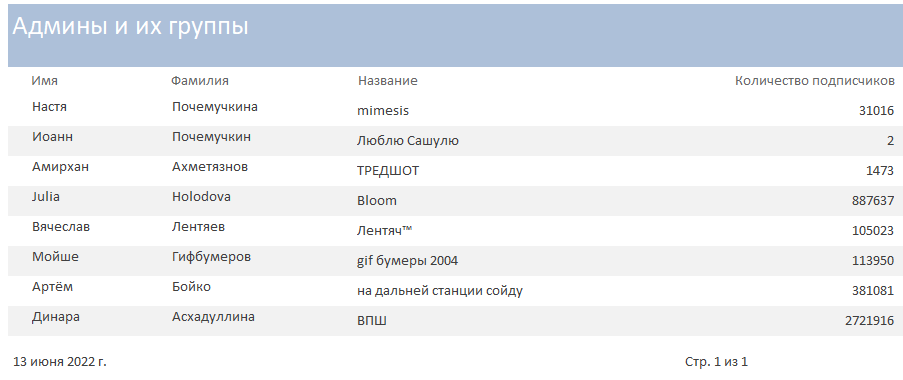 Админы и их группы
Имя Фамилия Название Количество подписчиков
Настя Почемучкина mimesis 31016
Иоанн Почемучкин Люблю Сашулю 2
Амирхан Ахметязнов ТРЕДШОТ 1473
Julia Holodova Bloom 887637
Вячеслав Лентяев Лентяч™ 105023
Мойше Гифбумеров gif бумеры 2004 113950
Артём Бойко на дальней станции сойду 381081
Динара Асхадуллина ВПШ 2721916
13 июня 2022 г. Стр. 1 из 1